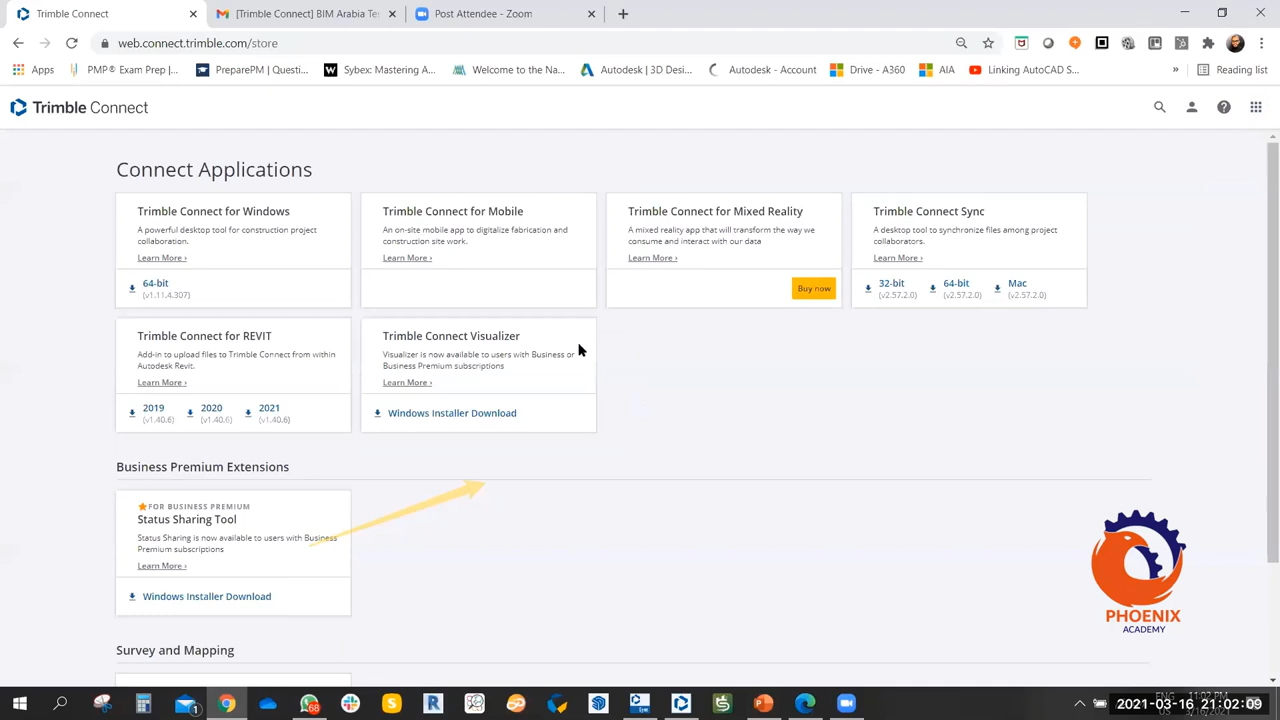 Trimble Connect
[Trimble Connect] BIM Arabia Te
Post Attendee - Zoom
web.connect.trimble.com/store
Apps
PMP® Exam Prep |...
PreparePM | Questi...
Sybex: Mastering A...
Welcome to the Na...
Autodesk | 3D Desi...
Autodesk - Account
Drive - A360
AIA
Linking AutoCAD S...
»
Reading list
Trimble Connect
Connect Applications
Trimble Connect for Windows
A powerful desktop tool for construction project
collaboration.
Learn More ›
64-bit
(v1.11.4.307)
Trimble Connect for Mobile
An on-site mobile app to digitalize fabrication and
construction site work.
Learn More ›
Trimble Connect for Mixed Reality
A mixed reality app that will transform the way we
consume and interact with our data
Learn More ›
Buy now
Trimble Connect Sync
A desktop tool to synchronize files among project
collaborators.
Learn More ›
32-bit
(v2.57.2.0)
64-bit
(v2.57.2.0)
Mac
(v2.57.2.0)
Trimble Connect for REVIT
Add-in to upload files to Trimble Connect from within
Autodesk Revit.
Learn More ›
2019
(v1.40.6)
2020
(v1.40.6)
2021
(v1.40.6)
Trimble Connect Visualizer
Visualizer is now available to users with Business or
Business Premium subscriptions
Learn More ›
Windows Installer Download
Business Premium Extensions
FOR BUSINESS PREMIUM
Status Sharing Tool
Status Sharing is now available to users with Business
Premium subscriptions
Learn More ›
Windows Installer Download
PHOENIX
ACADEMY
Survey and Mapping
68
1
ENG
11:02 PM
2021-03-16 21:02:09